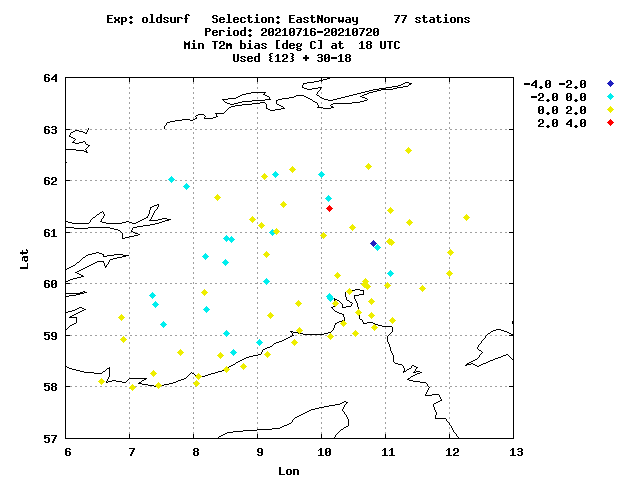 Exp: oldsurf   Selection: EastNorway     77 stations
Period: 20210716-20210720
Min T2m bias [deg C] at  18 UTC
Used {12} + 30-18
-4.0 -2.0
-2.0 0.0
0.0 2.0
2.0 4.0
64
63
62
61
60
59
58
57
Lat
6 7 8 9 10 11 12 13
Lon